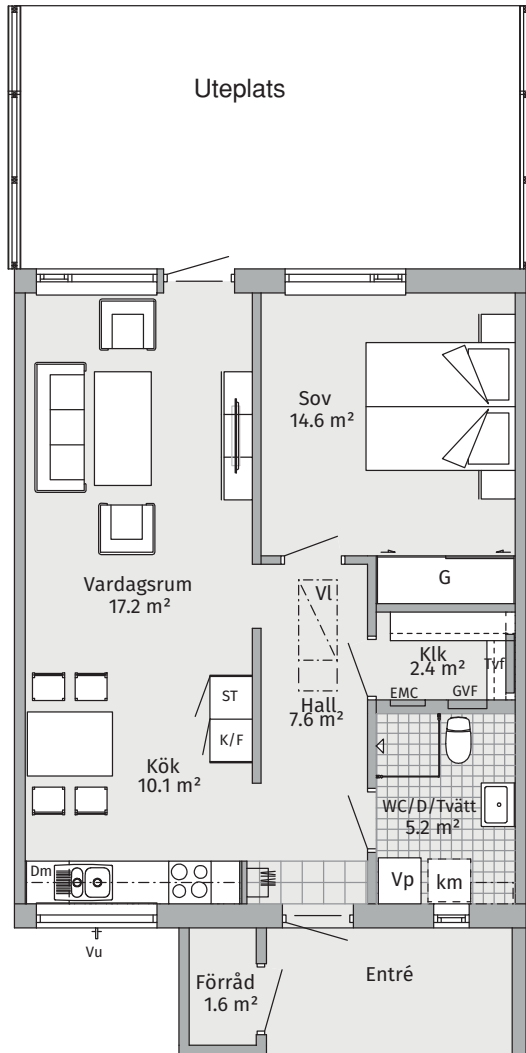 Uteplats
Sov
14.6 m²
Vardagsrum
17.2 m²
Vl
G
Klk
2.4 m²
Tvf
EMC
GVF
ST
K/F
Hall
7.6 m²
Kök
10.1 m²
WC/D/Tvätt
5.2 m²
Dm
Vp
km
Vu
Förråd
1.6 m²
Entré